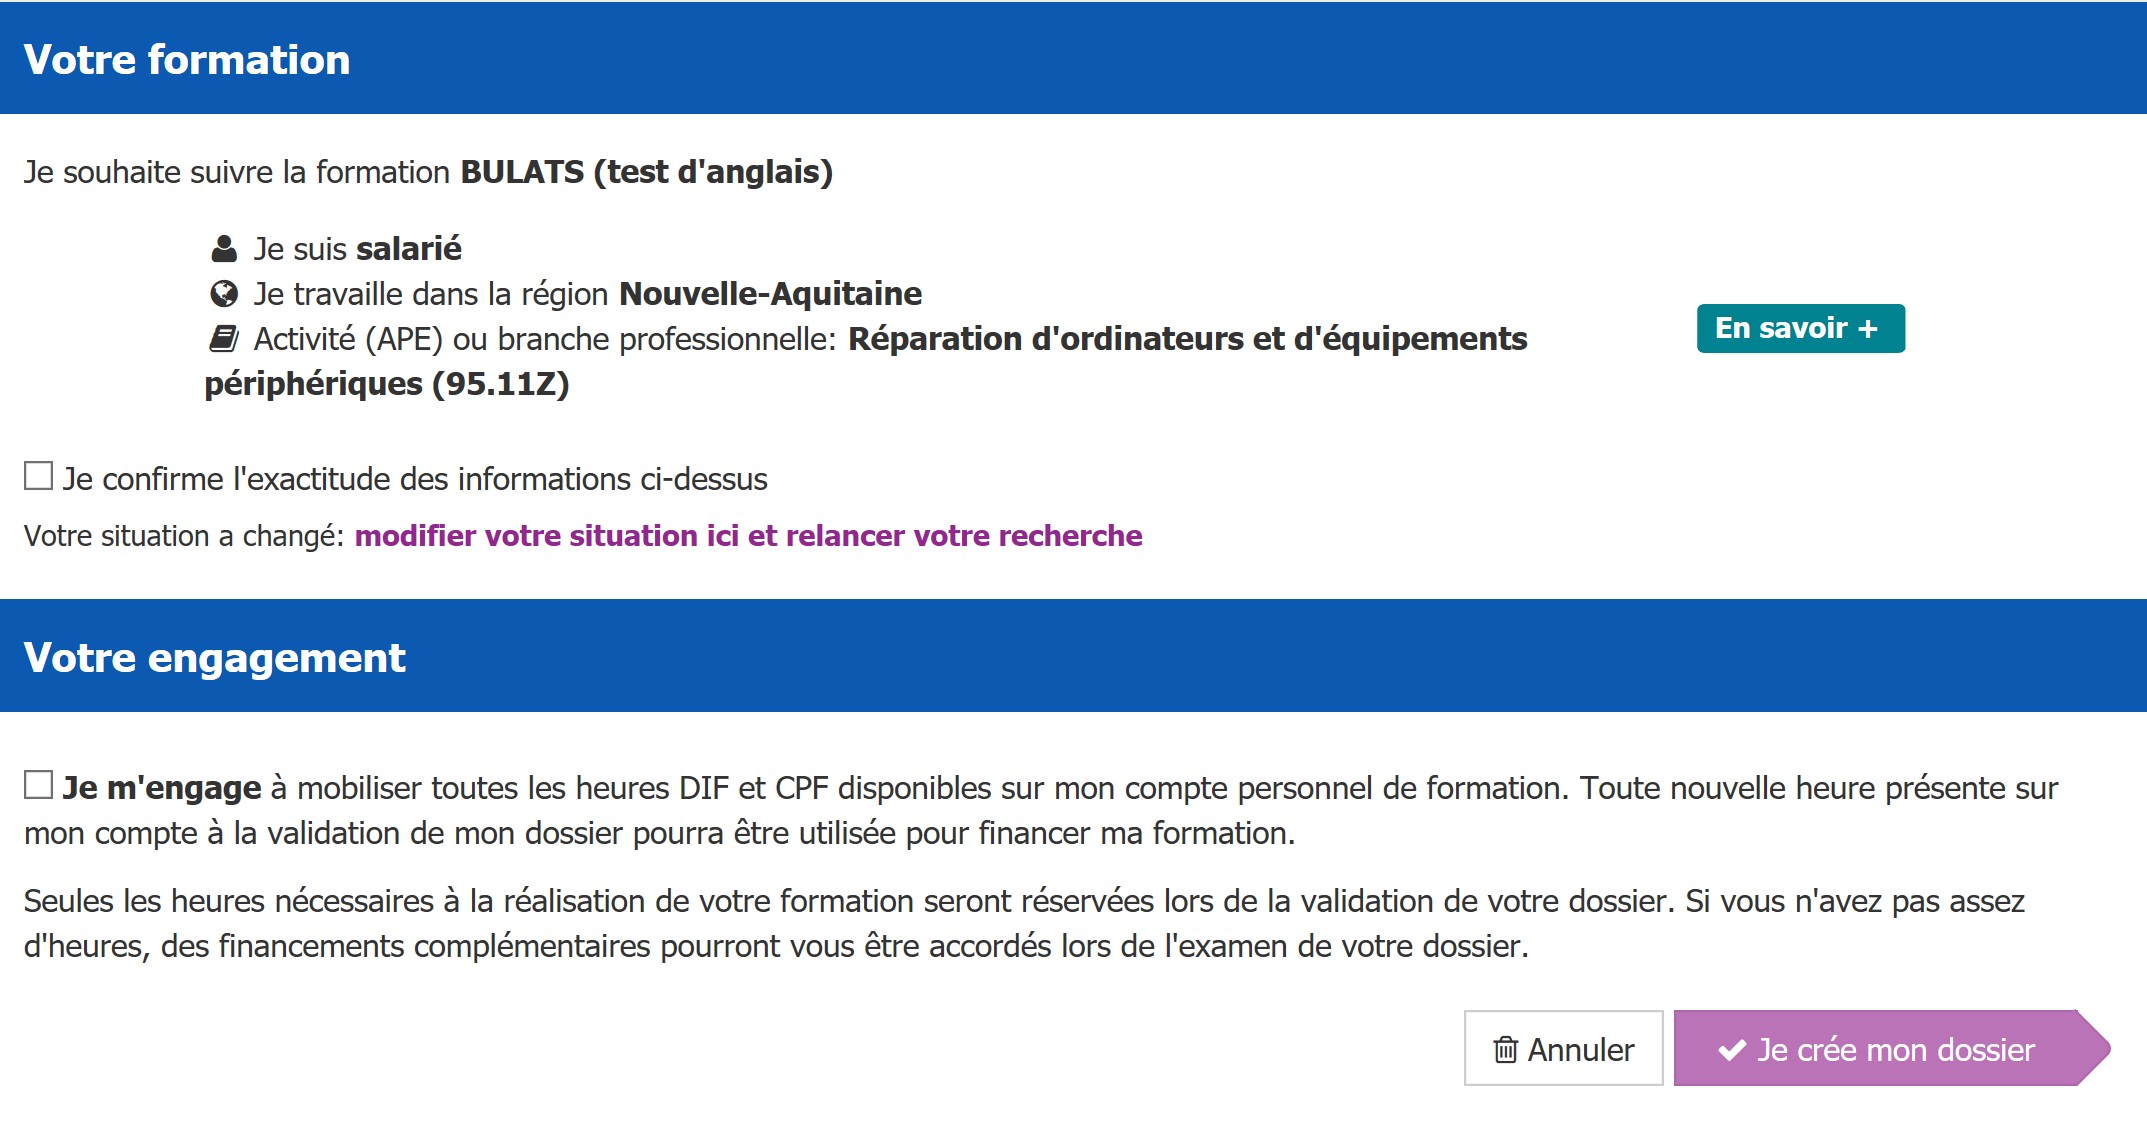 Votre formation
Je souhaite suivre la formation BULATS (test d'anglais)
Je suis salarié
Je travaille dans la région Nouvelle-Aquitaine
Activité (APE) ou branche professionnelle: Réparation d'ordinateurs et d'équipements
périphériques (95.11Z)
En savoir +
Je confirme l'exactitude des informations ci-dessus
Votre situation a changé: modifier votre situation ici et relancer votre recherche
Votre engagement
Je m'engage à mobiliser toutes les heures DIF et CPF disponibles sur mon compte personnel de formation. Toute nouvelle heure présente sur
mon compte à la validation de mon dossier pourra être utilisée pour financer ma formation.
Seules les heures nécessaires à la réalisation de votre formation seront réservées lors de la validation de votre dossier. Si vous n'avez pas assez
d'heures, des financements complémentaires pourront vous être accordés lors de l'examen de votre dossier.
Annuler
Je crée mon dossier